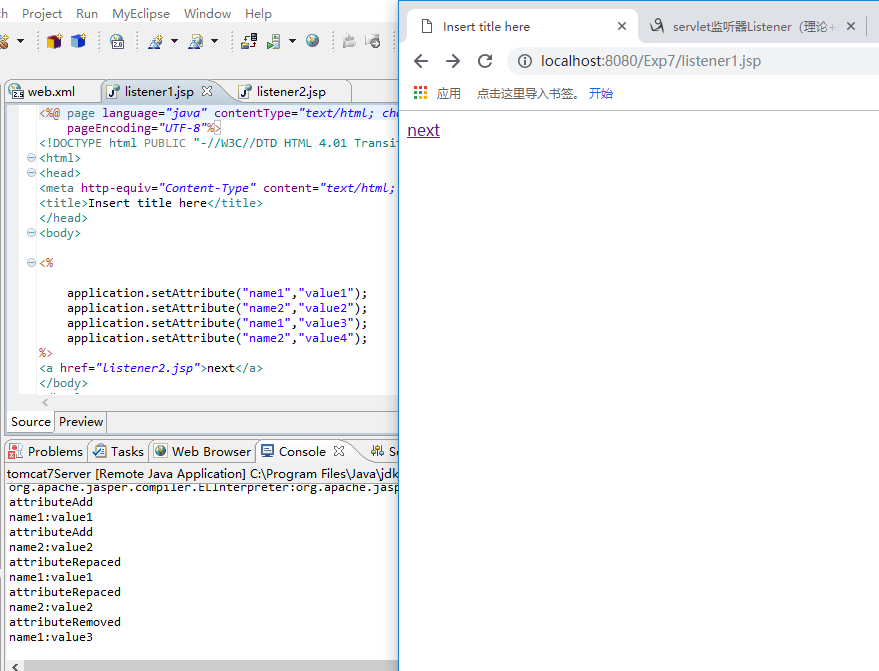 Project Run MyEclipse Window Help
web.xml listener1.jsp listener2.jsp
<%@ page language="java" contentType="text/html;
pageEncoding="UTF-8"%>
<!DOCTYPE html PUBLIC "-//W3C//DTD HTML 4.01
<html>
<head>
<meta http-equiv="Content-Type" content="text/html;
<title>Insert title here</title>
</head>
<body>
<%
application.setAttribute("name1","value1");
application.setAttribute("name2","value2");
application.setAttribute("name1","value3");
application.setAttribute("name2","value4");
%>
<a href="listener2.jsp">next</a>
</body>
Source Preview
Problems Tasks Web Browser Console
tomcat7Server [Remote Java Application] C:\Program Files\Java\jdk
org.apache.jasper.compiler.ELInterpreter:org.apache.jasp
attributeAdd
name1:value1
attributeAdd
name2:value2
attributeRepaced
name1:value1
attributeRepaced
name2:value2
attributeRemoved
name1:value3
Insert title here servlet监听器Listener（理论+
localhost:8080/Exp7/listener1.jsp
应用 点击这里导入书签。 开始
next